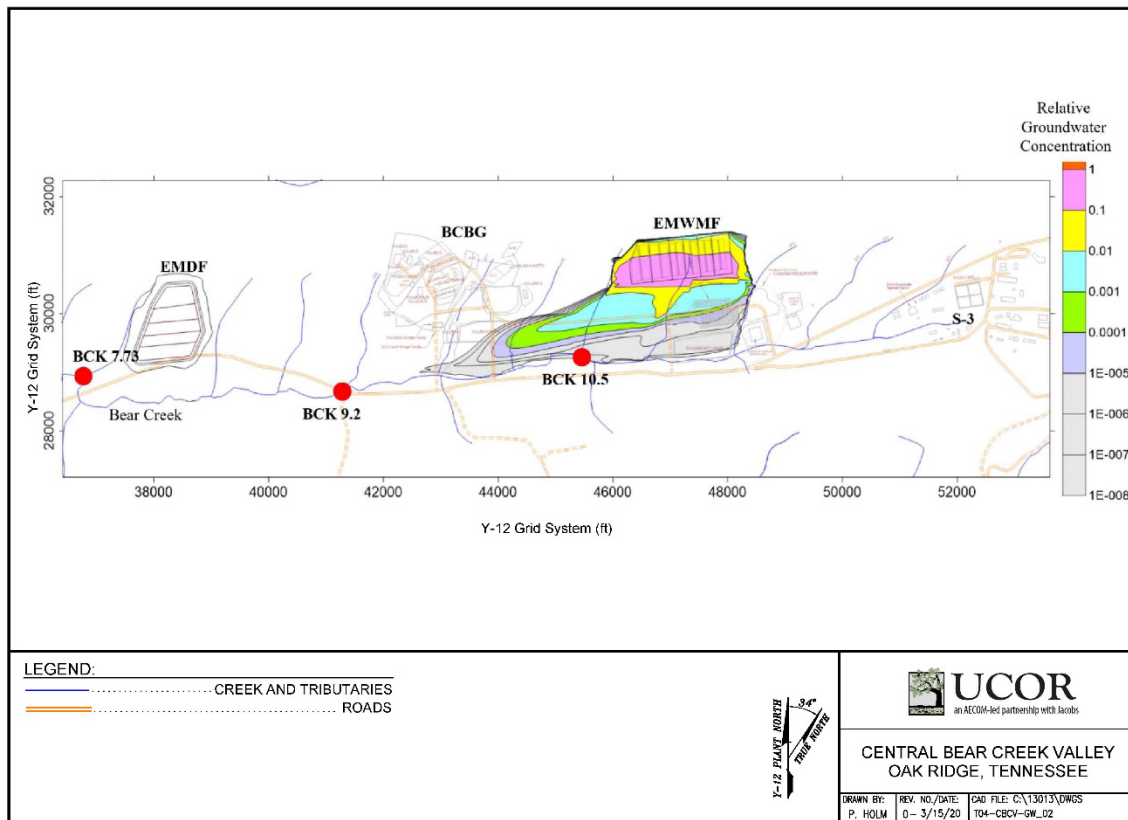 Relative
Groundwater
Concentration
1
0.1
0.01
0.001
0.0001
1E-005
1E-006
1E-007
1E-008
32000
30000
28000
Y-12 Grid System (ft)
BCBG
EMWMF
EMDF
S-3
BCK 7.73
BCK 10.5
BCK 9.2
Bear Creek
38000 40000 42000 44000 46000 48000 50000 52000
Y-12 Grid System (ft)
LEGEND:
CREEK AND TRIBUTARIES
ROADS
34°
Y-12 PLANT NORTH
TRUE NORTH
UCOR
an AECOM-led partnership with Jacobs
CENTRAL BEAR CREEK VALLEY
OAK RIDGE, TENNESSEE
DRAWN BY: REV. NO./DATE: CAD FILE: C:\13013\DWGS
P. HOLM 0- 3/15/20 T04-CBCV-GW_02